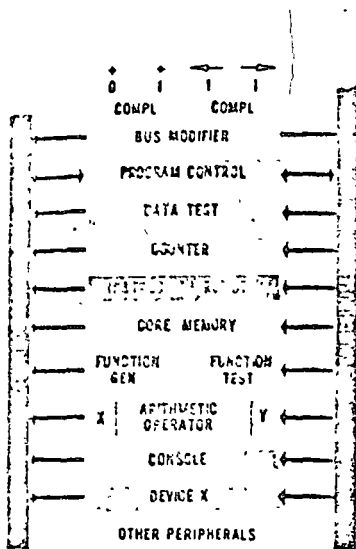 0 1 1 1
COMPL COMPL
BUS MODIFIER
PROGRAM CONTROL
DATA TEST
COUNTER
CORE MEMORY
FUNCTION GEN FUNCTION TEST
X ARITHMETIC OPERATOR Y
CONSOLE
DEVICE X
OTHER PERIPHERALS